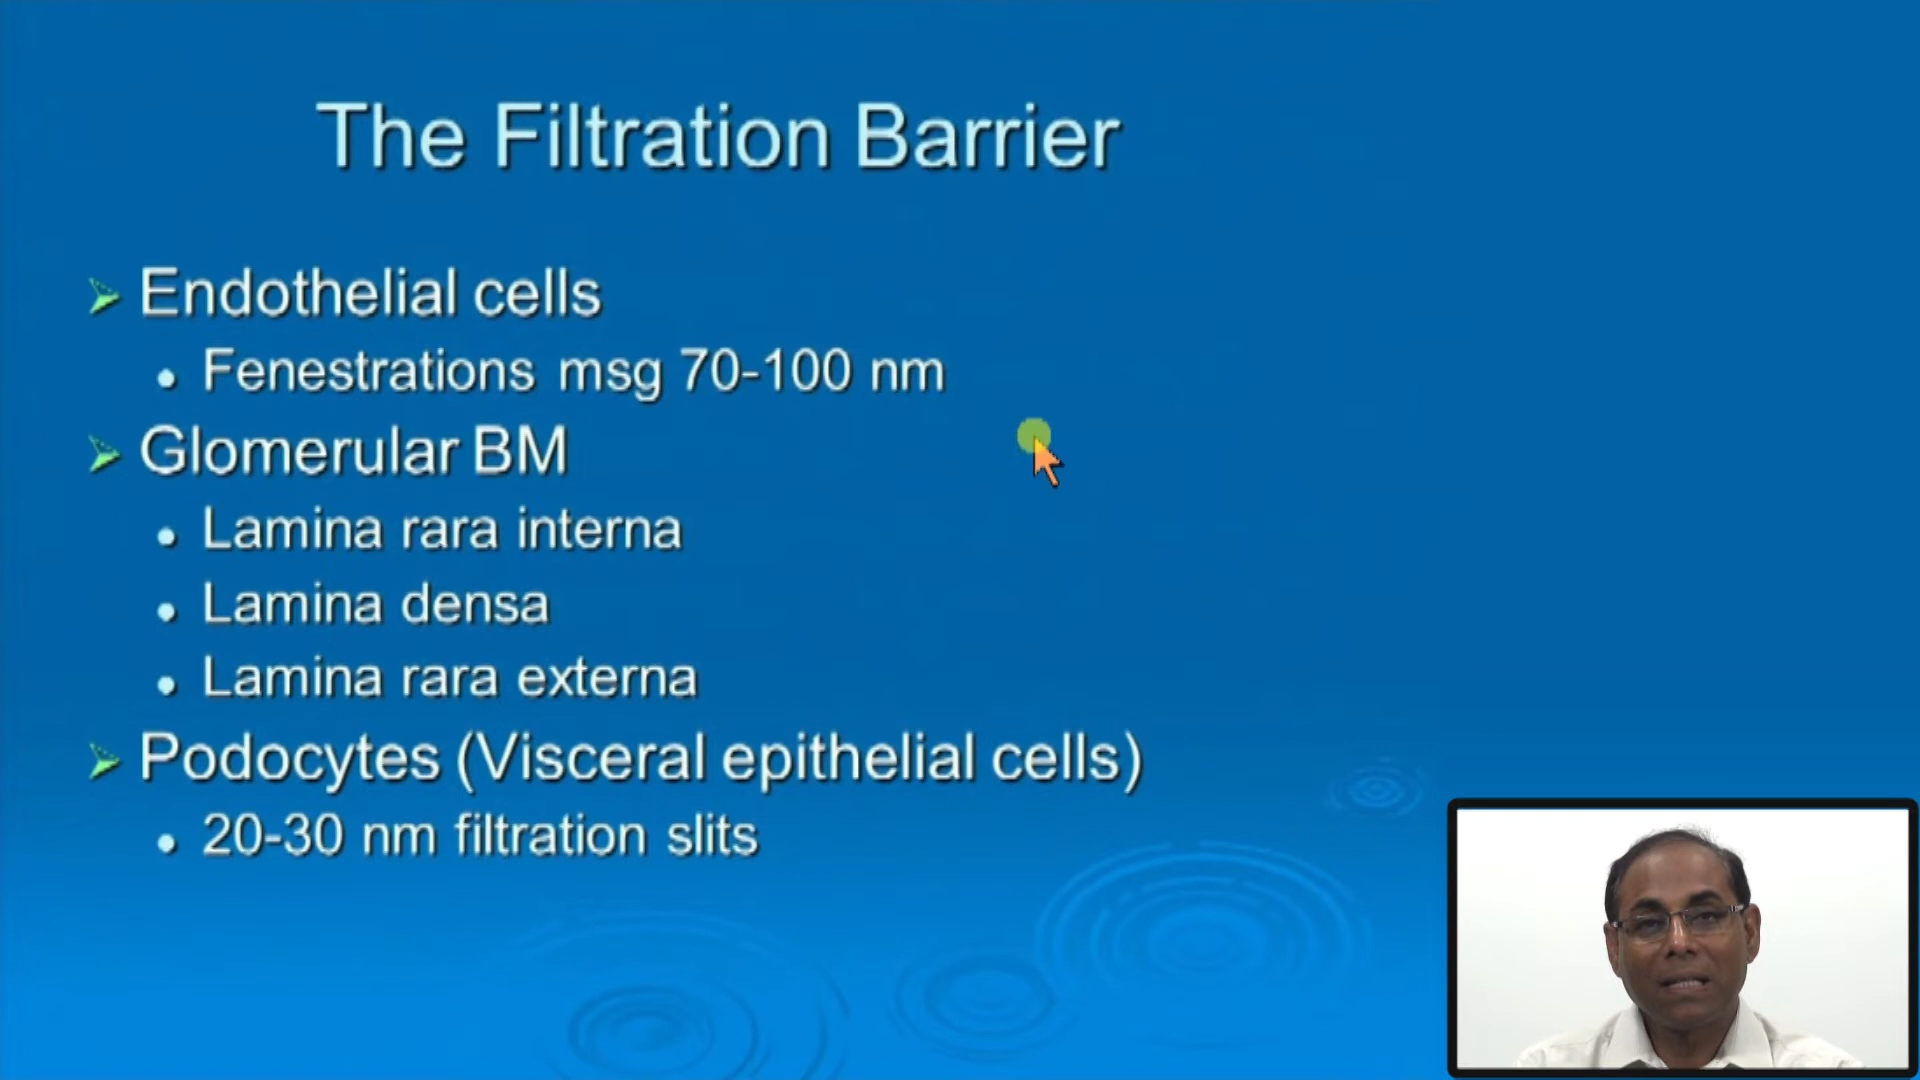 The Filtration Barrier
Endothelial cells
Fenestrations msg 70-100 nm
Glomerular BM
Lamina rara interna
Lamina densa
Lamina rara externa
Podocytes (Visceral epithelial cells)
20-30 nm filtration slits